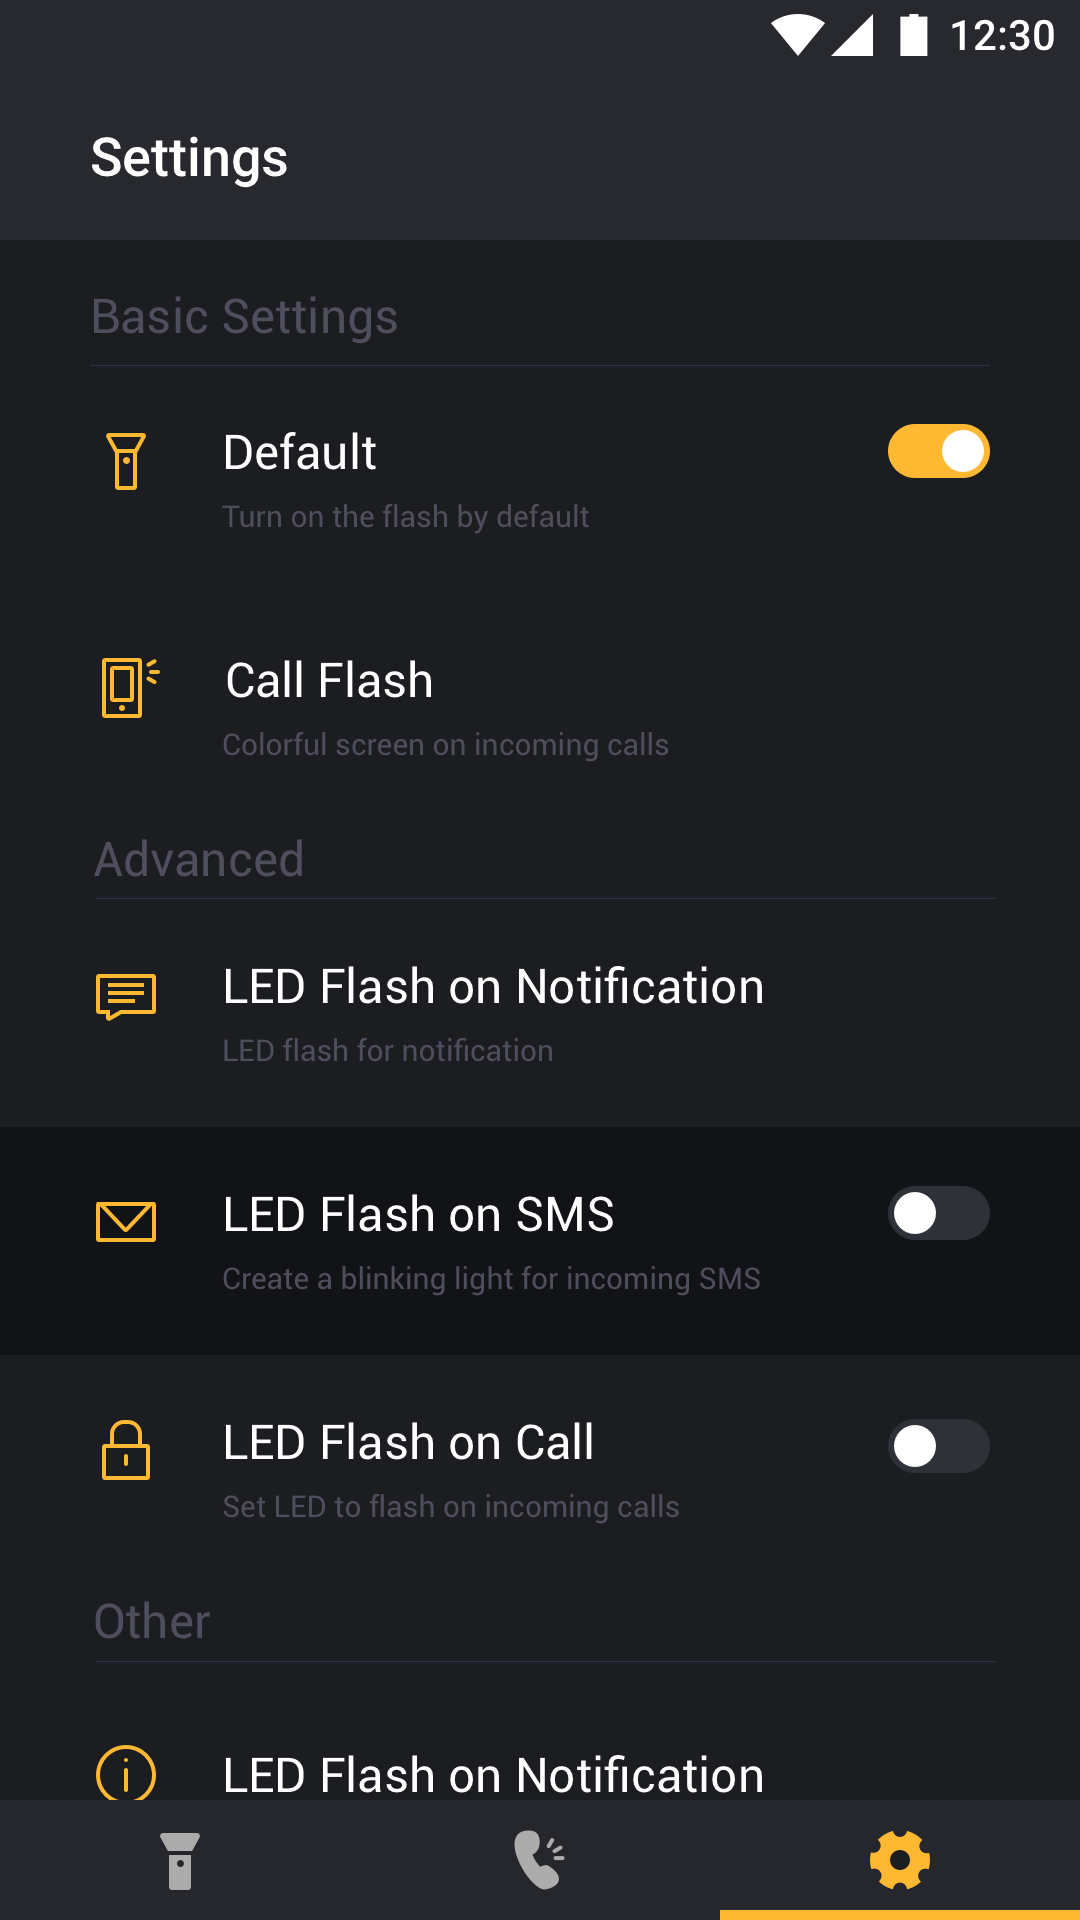 12:30
Settings
Basic Settings
Default
Turn on the flash by default
Call Flash
Colorful screen on incoming calls
Advanced
LED Flash on Notification
LED flash for notification
LED Flash on SMS
Create a blinking light for incoming SMS
LED Flash on Call
Set LED to flash on incoming calls
Other
LED Flash on Notification